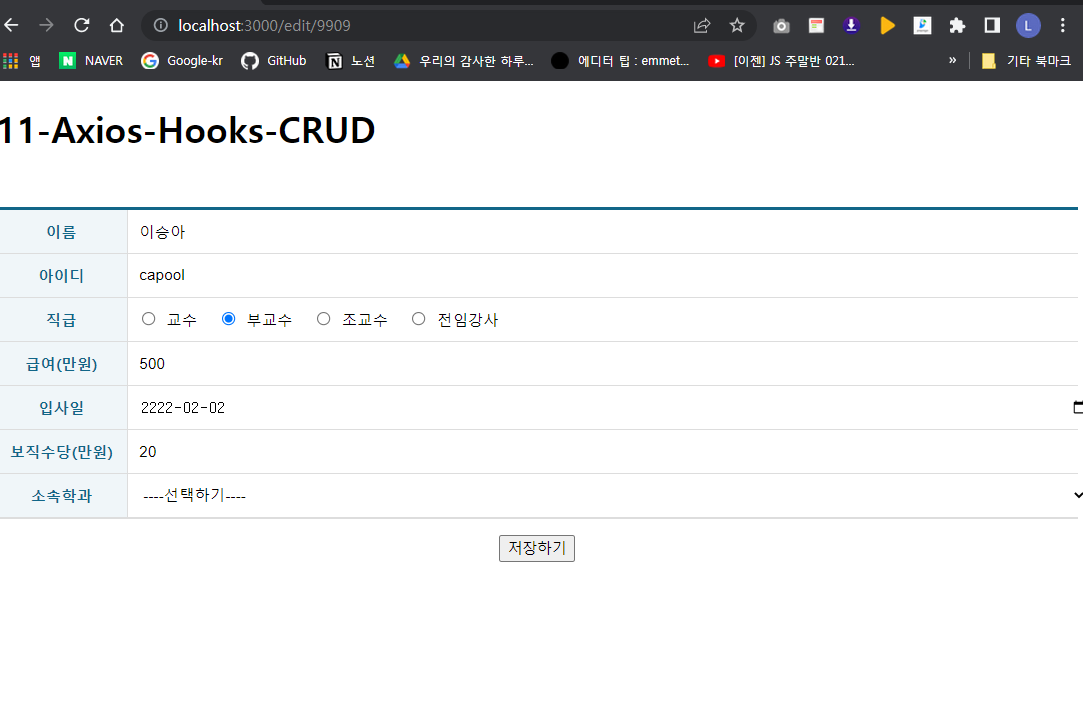 localhost:3000/edit/9909
L
앱 N NAVER Google-kr GitHub 노션 우리의 감사한 하루... 에디터 팁 : emmet... [이젠] JS 주말반 021... » 기타 북마크
11-Axios-Hooks-CRUD
이름 이승아
아이디 capool
직급 교수 부교수 조교수 전임강사
급여(만원) 500
입사일 2222-02-02
보직수당(만원) 20
소속학과 ----선택하기----
저장하기